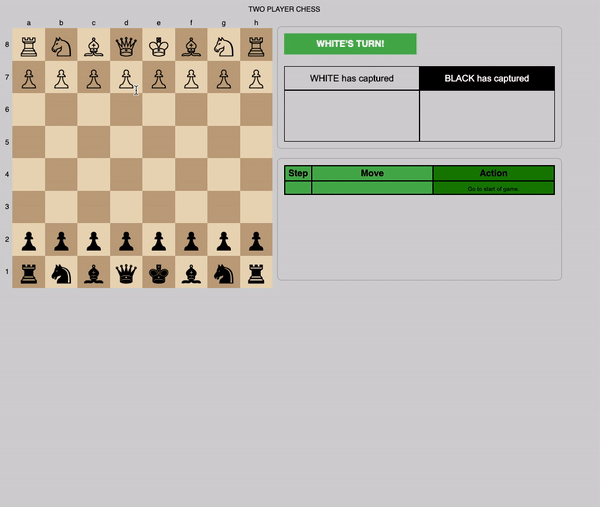 TWO PLAYER CHESS
a b c d e f g h
8
WHITE'S TURN!
7
WHITE has captured BLACK has captured
6
5
4
Step Move Action
Go to start of game.
3
2
1